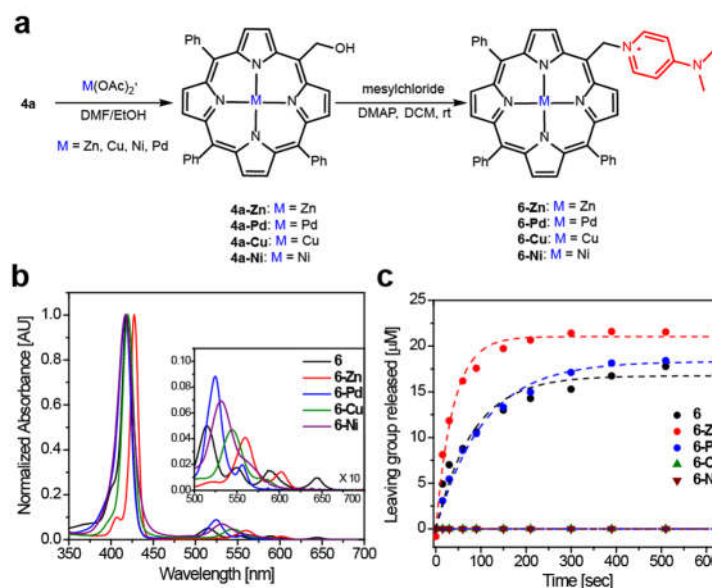 a
Ph
OH
Ph
N+
N
M(OAc)2,
mesylchloride
4a
N
N M N
N
N
N M N
N
DMF/EtOH
DMAP, DCM, rt
M = Zn, Cu, Ni, Pd
Ph
Ph
Ph
Ph
4a-Zn: M = Zn
4a-Pd: M = Pd
4a-Cu: M = Cu
4a-Ni: M = Ni
6-Zn: M = Zn
6-Pd: M = Pd
6-Cu: M = Cu
6-Ni: M = Ni
b
Normalized Absorbance [AU]
1.0
0.8
0.6
0.4
0.2
0.0
350 400 450 500 550 600 650 700
Wavelength [nm]
0.10
0.08
0.06
0.04
0.02
0.00
500 550 600 650 700
X 10
6
6-Zn
6-Pd
6-Cu
6-Ni
c
Leaving group released [µM]
25
20
15
10
5
0
0 100 200 300 400 500 600
Time [sec]
6
6-Z
6-P
6-C
6-N